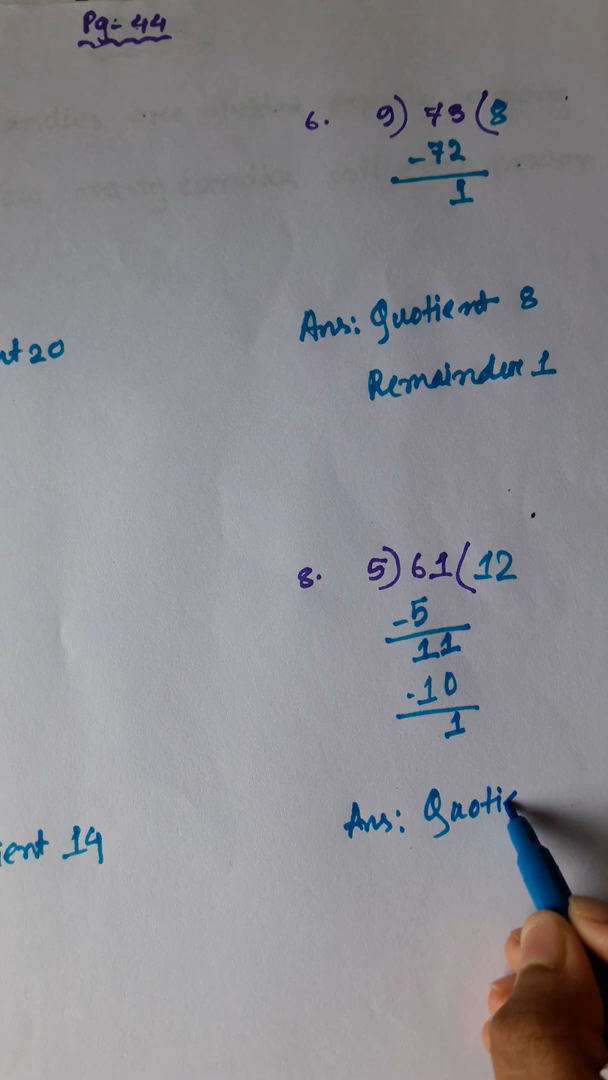 Pg- 44
6. 9) 73 (8
-72
1
Ans: Quotient 8
Remainder 1
nt 20
8. 5) 61 (12
-5
11
-10
1
Ans: Quotie
ient 14